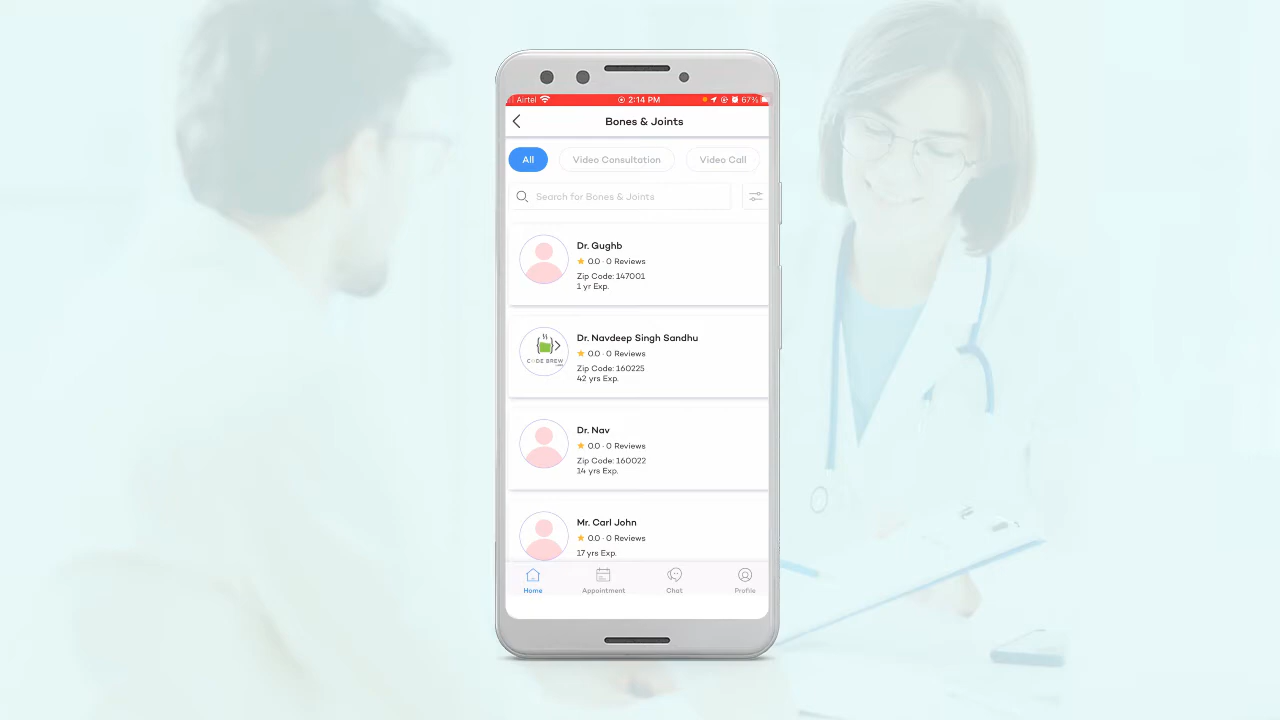 Airtel 2:14 PM 67%
Bones & Joints
All Video Consultation Video Call
Search for Bones & Joints
Dr. Gughb
0.0 · 0 Reviews
Zip Code: 147001
1 yr Exp.
CODE BREW
Dr. Navdeep Singh Sandhu
0.0 · 0 Reviews
Zip Code: 160225
42 yrs Exp.
Dr. Nav
0.0 · 0 Reviews
Zip Code: 160022
14 yrs Exp.
Mr. Carl John
0.0 · 0 Reviews
17 yrs Exp.
Home Appointment Chat Profile